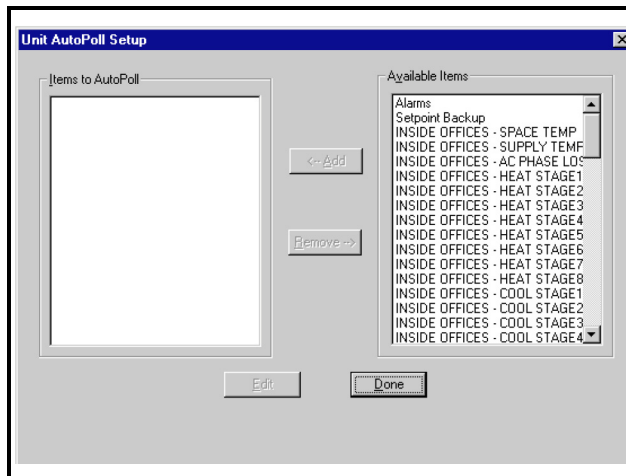 Unit AutoPoll Setup
Items to AutoPoll
Available Items
Alarms
Setpoint Backup
INSIDE OFFICES - SPACE TEMP
INSIDE OFFICES - SUPPLY TEMP
INSIDE OFFICES - AC PHASE LOS
INSIDE OFFICES - HEAT STAGE1
INSIDE OFFICES - HEAT STAGE2
INSIDE OFFICES - HEAT STAGE3
INSIDE OFFICES - HEAT STAGE4
INSIDE OFFICES - HEAT STAGE5
INSIDE OFFICES - HEAT STAGE6
INSIDE OFFICES - HEAT STAGE7
INSIDE OFFICES - HEAT STAGE8
INSIDE OFFICES - COOL STAGE1
INSIDE OFFICES - COOL STAGE2
INSIDE OFFICES - COOL STAGE3
INSIDE OFFICES - COOL STAGE4
<-- Add
Remove -->
Edit
Done